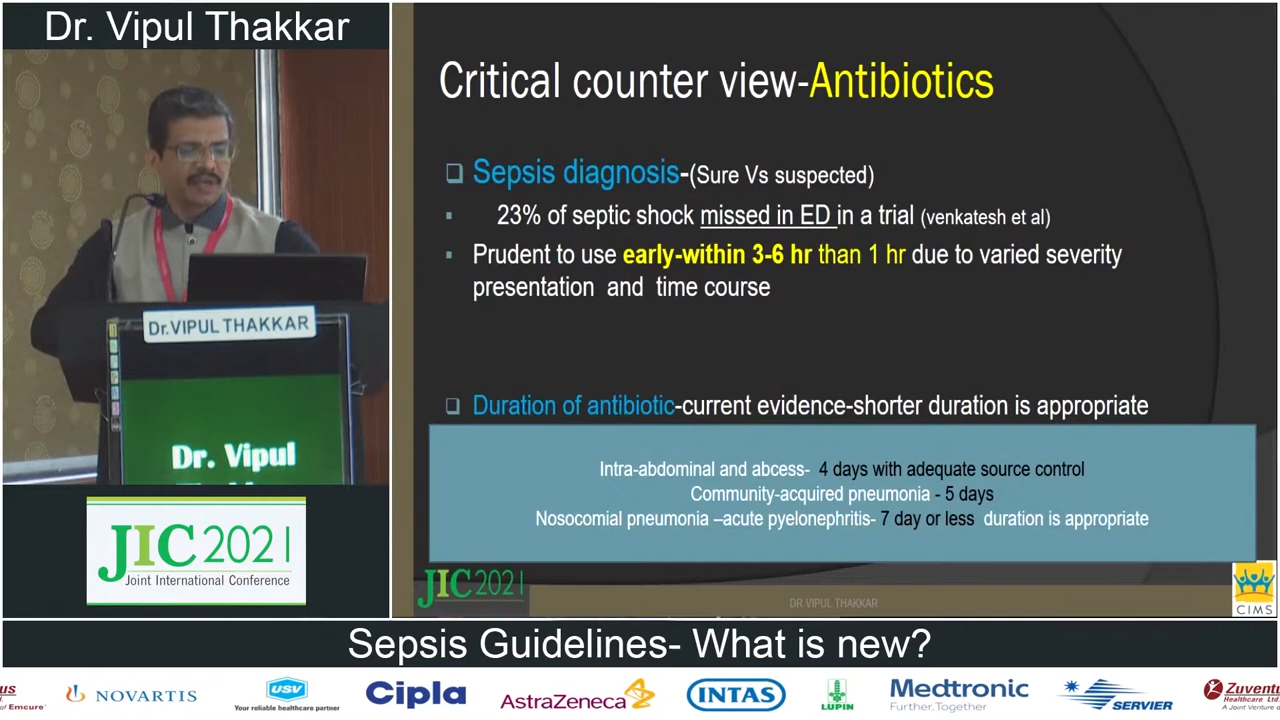 Dr. Vipul Thakkar
Critical counter view-Antibiotics
Sepsis diagnosis-(Sure Vs suspected)
23% of septic shock missed in ED in a trial (venkatesh et al)
Prudent to use early-within 3-6 hr than 1 hr due to varied severity
presentation and time course
Duration of antibiotic-current evidence-shorter duration is appropriate
Intra-abdominal and abcess- 4 days with adequate source control
Community-acquired pneumonia - 5 days
Nosocomial pneumonia –acute pyelonephritis- 7 day or less duration is appropriate
JIC2021
DR VIPUL THAKKAR
CIMS
Dr.VIPUL THAKKAR
Dr. Vipul
JIC 2021
Joint International Conference
Sepsis Guidelines- What is new?
of Emcure
NOVARTIS
USV
Your reliable healthcare partner
Cipla
AstraZeneca
INTAS
LUPIN
Medtronic
Further, Together
SERVIER
Zuventu
Healthcare Ltd.
A Joint Venture o